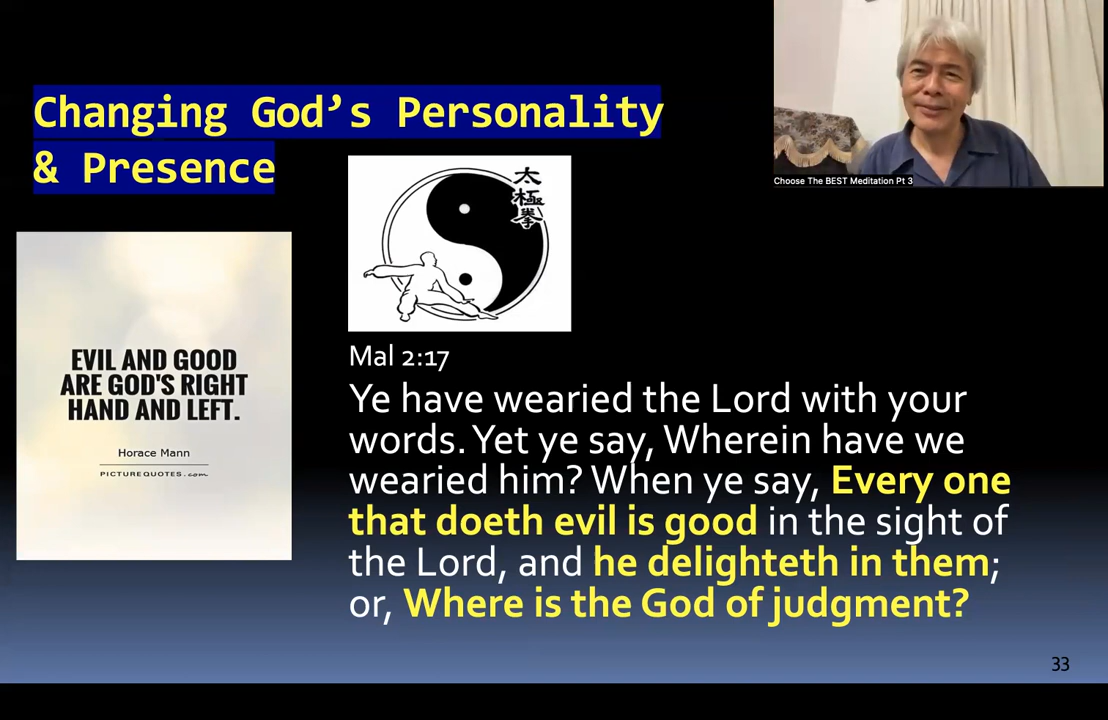 Changing God's Personality
& Presence
Choose The BEST Meditation Pt 3
太
極
拳
EVIL AND GOOD
ARE GOD'S RIGHT
HAND AND LEFT.
Horace Mann
PICTUREQUOTES.com
Mal 2:17
Ye have wearied the Lord with your
words. Yet ye say, Wherein have we
wearied him? When ye say, Every one
that doeth evil is good in the sight of
the Lord, and he delighteth in them;
or, Where is the God of judgment?
33